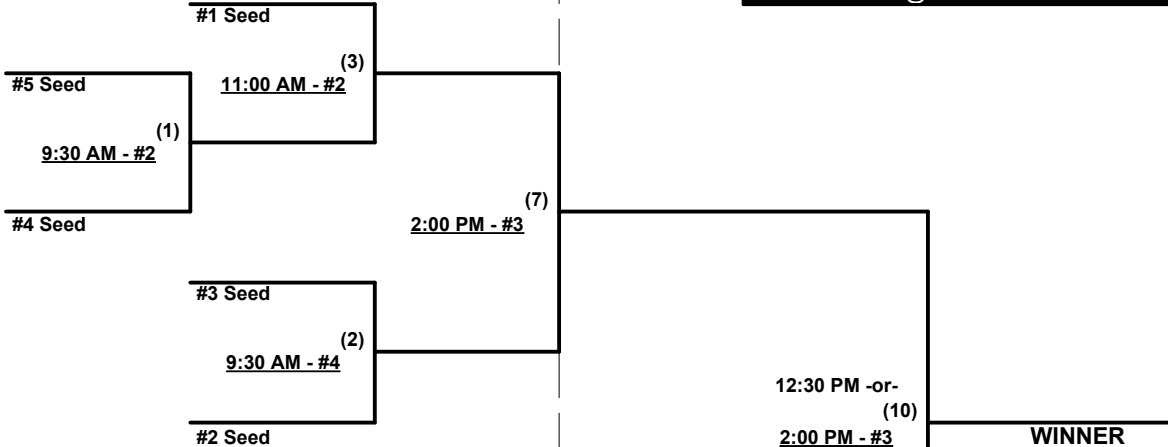 #1 Seed
(3)
11:00 AM - #2
#5 Seed
(1)
9:30 AM - #2
#4 Seed
(7)
2:00 PM - #3
#3 Seed
(2)
9:30 AM - #4
#2 Seed
12:30 PM -or-
(10)
2:00 PM - #3
WINNER